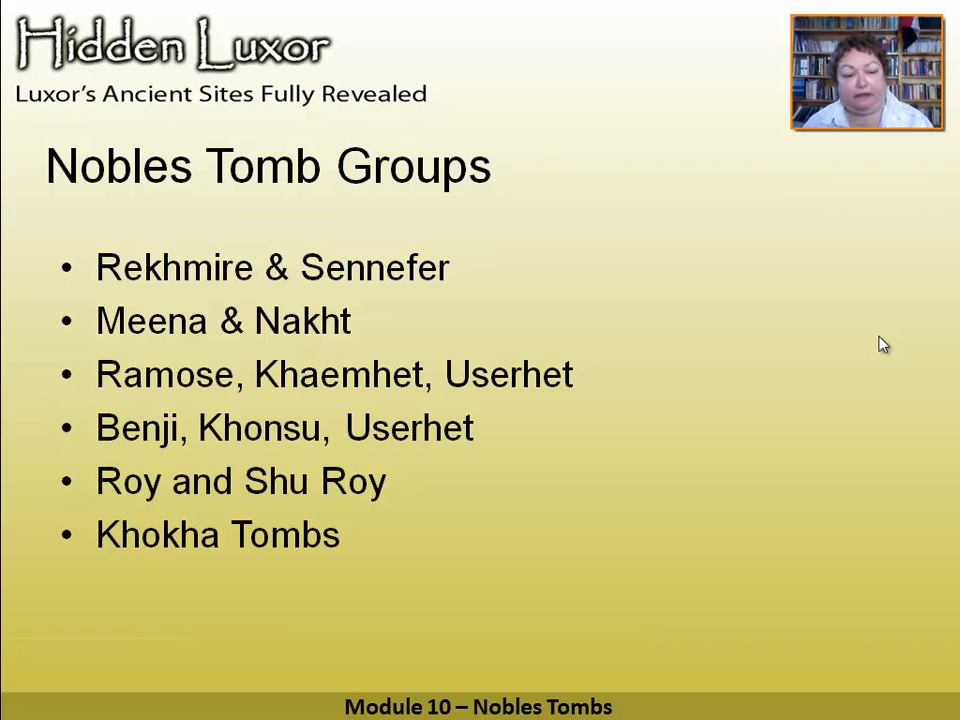 Hidden Luxor
Luxor's Ancient Sites Fully Revealed
Nobles Tomb Groups
• Rekhmire & Sennefer
• Meena & Nakht
• Ramose, Khaemhet, Userhet
• Benji, Khonsu, Userhet
• Roy and Shu Roy
• Khokha Tombs
Module 10 – Nobles Tombs